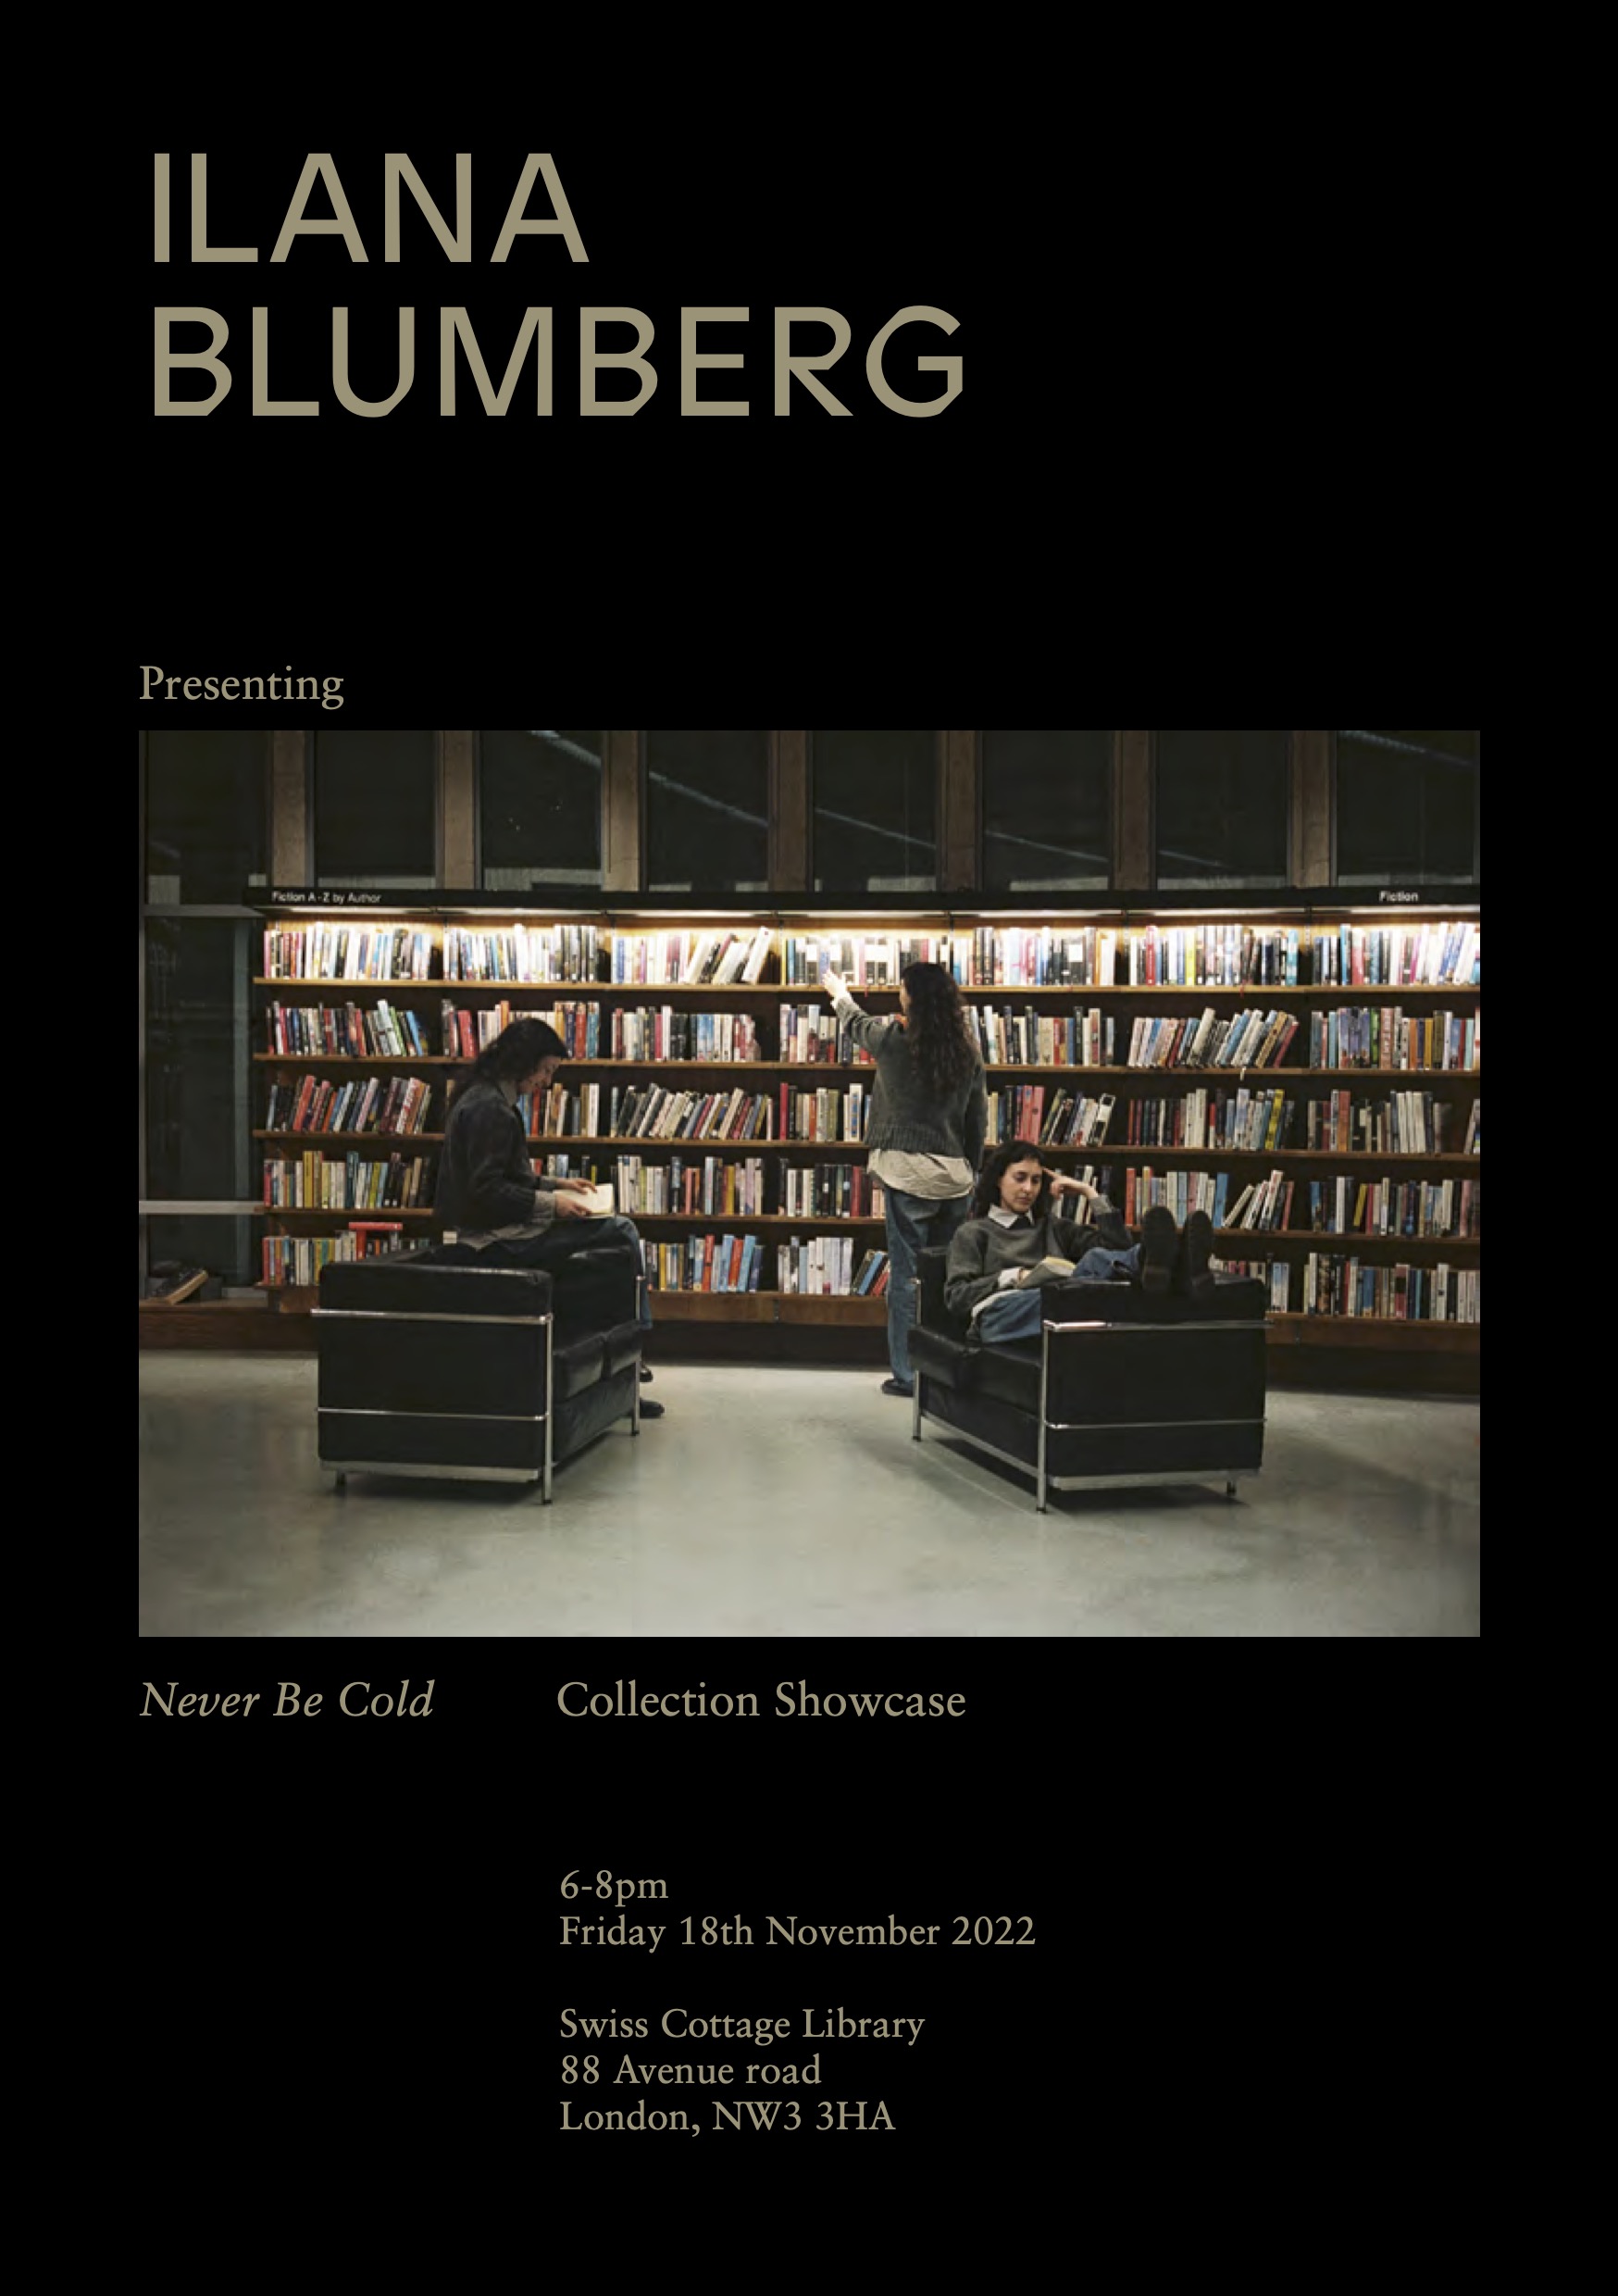 ILANA
BLUMBERG
Presenting
Fiction A-Z by Author
Fiction
Never Be Cold
Collection Showcase
6-8pm
Friday 18th November 2022
Swiss Cottage Library
88 Avenue road
London, NW3 3HA